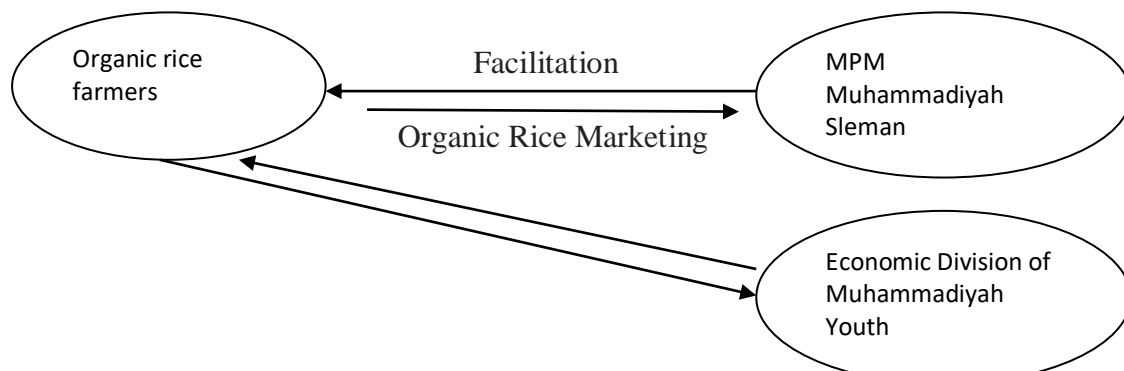 Organic rice
farmers
Facilitation
Organic Rice Marketing
MPM
Muhammadiyah
Sleman
Economic Division of
Muhammadiyah
Youth